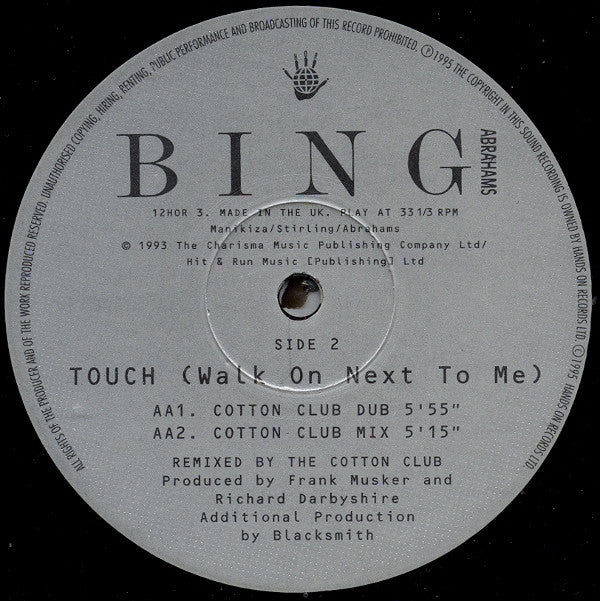 ALL RIGHTS OF THE PRODUCER AND OF THE WORK REPRODUCED RESERVED. UNAUTHORISED COPYING, HIRING, RENTING, PUBLIC PERFORMANCE AND BROADCASTING OF THIS RECORD PROHIBITED. ℗1995 THE COPYRIGHT IN THIS SOUND RECORDING IS OWNED BY HANDS ON RECORDS LTD. ©1995 HANDS ON RECORDS LTD
BING
ABRAHAMS
12HOR 3. MADE IN THE UK. PLAY AT 33 1/3 RPM
Manikiza/Stirling/Abrahams
© 1993 The Charisma Music Publishing Company Ltd/
Hit & Run Music [Publishing] Ltd
SIDE 2
TOUCH (Walk On Next To Me)
AA1. COTTON CLUB DUB 5'55"
AA2. COTTON CLUB MIX 5'15"
REMIXED BY THE COTTON CLUB
Produced by Frank Musker and
Richard Darbyshire
Additional Production
by Blacksmith